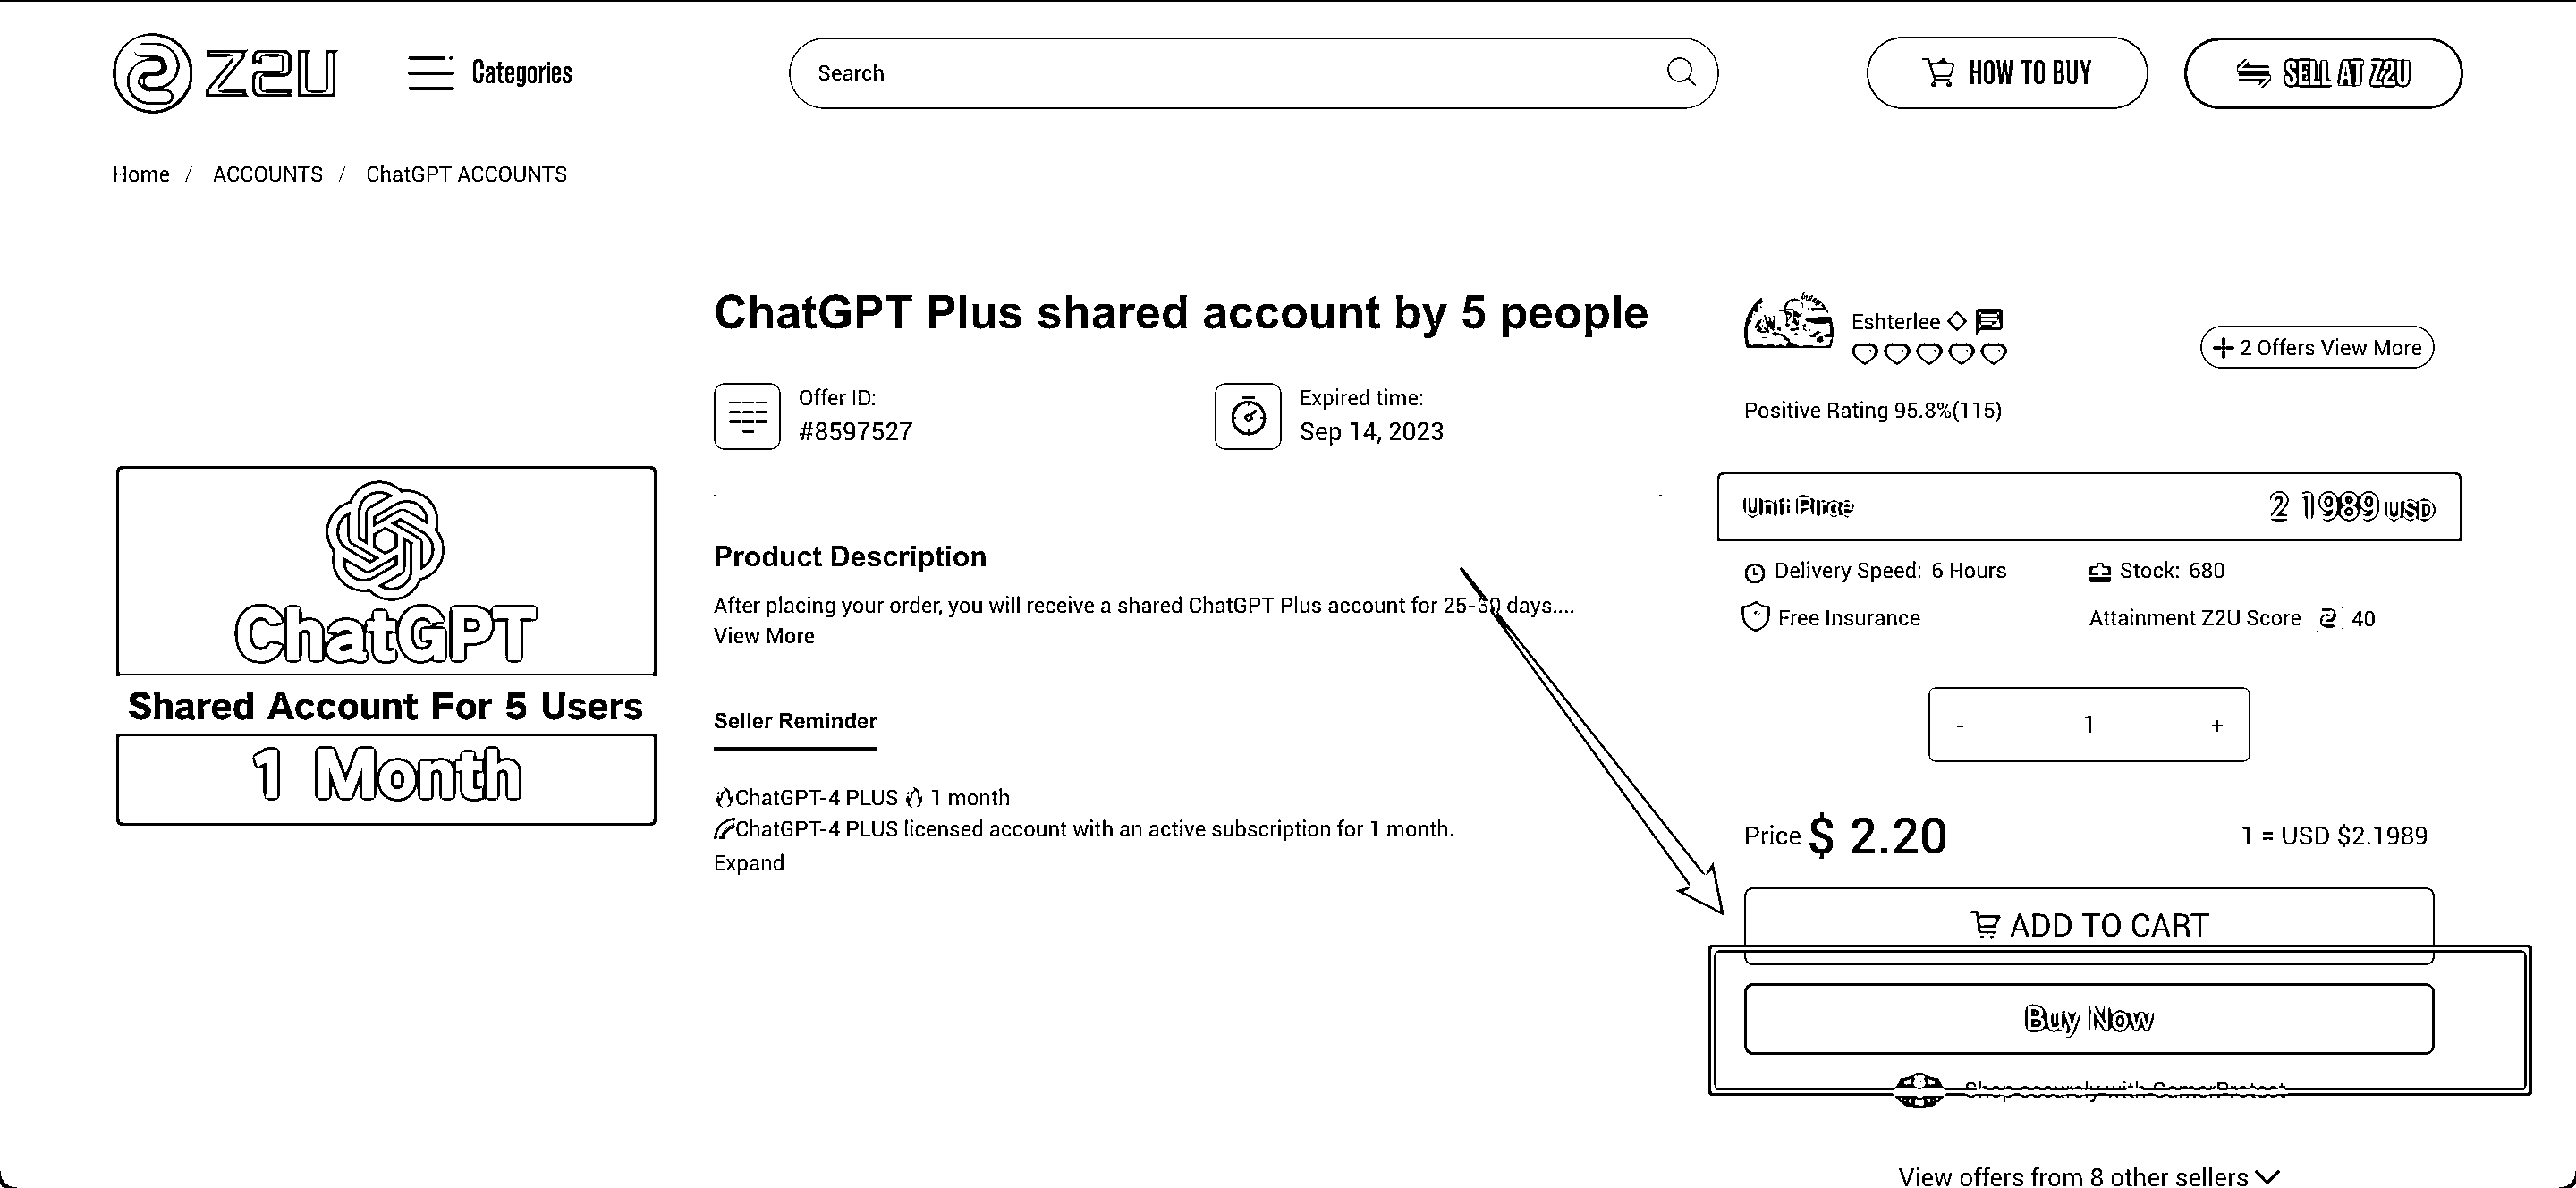 Z2U
Categories
Search
HOW TO BUY
SELL AT Z2U
Home / ACCOUNTS / ChatGPT ACCOUNTS
ChatGPT Plus shared account by 5 people
Offer ID:
#8597527
Expired time:
Sep 14, 2023
ChatGPT
Shared Account For 5 Users
1 Month
Product Description
After placing your order, you will receive a shared ChatGPT Plus account for 25-30 days....
View More
Seller Reminder
ChatGPT-4 PLUS 1 month
ChatGPT-4 PLUS licensed account with an active subscription for 1 month.
Expand
Eshterlee
+ 2 Offers View More
Positive Rating 95.8%(115)
Unit Price 2 1989 USD
Delivery Speed: 6 Hours
Stock: 680
Free Insurance
Attainment Z2U Score 40
- 1 +
Price $ 2.20
1 = USD $2.1989
ADD TO CART
Buy Now
View offers from 8 other sellers